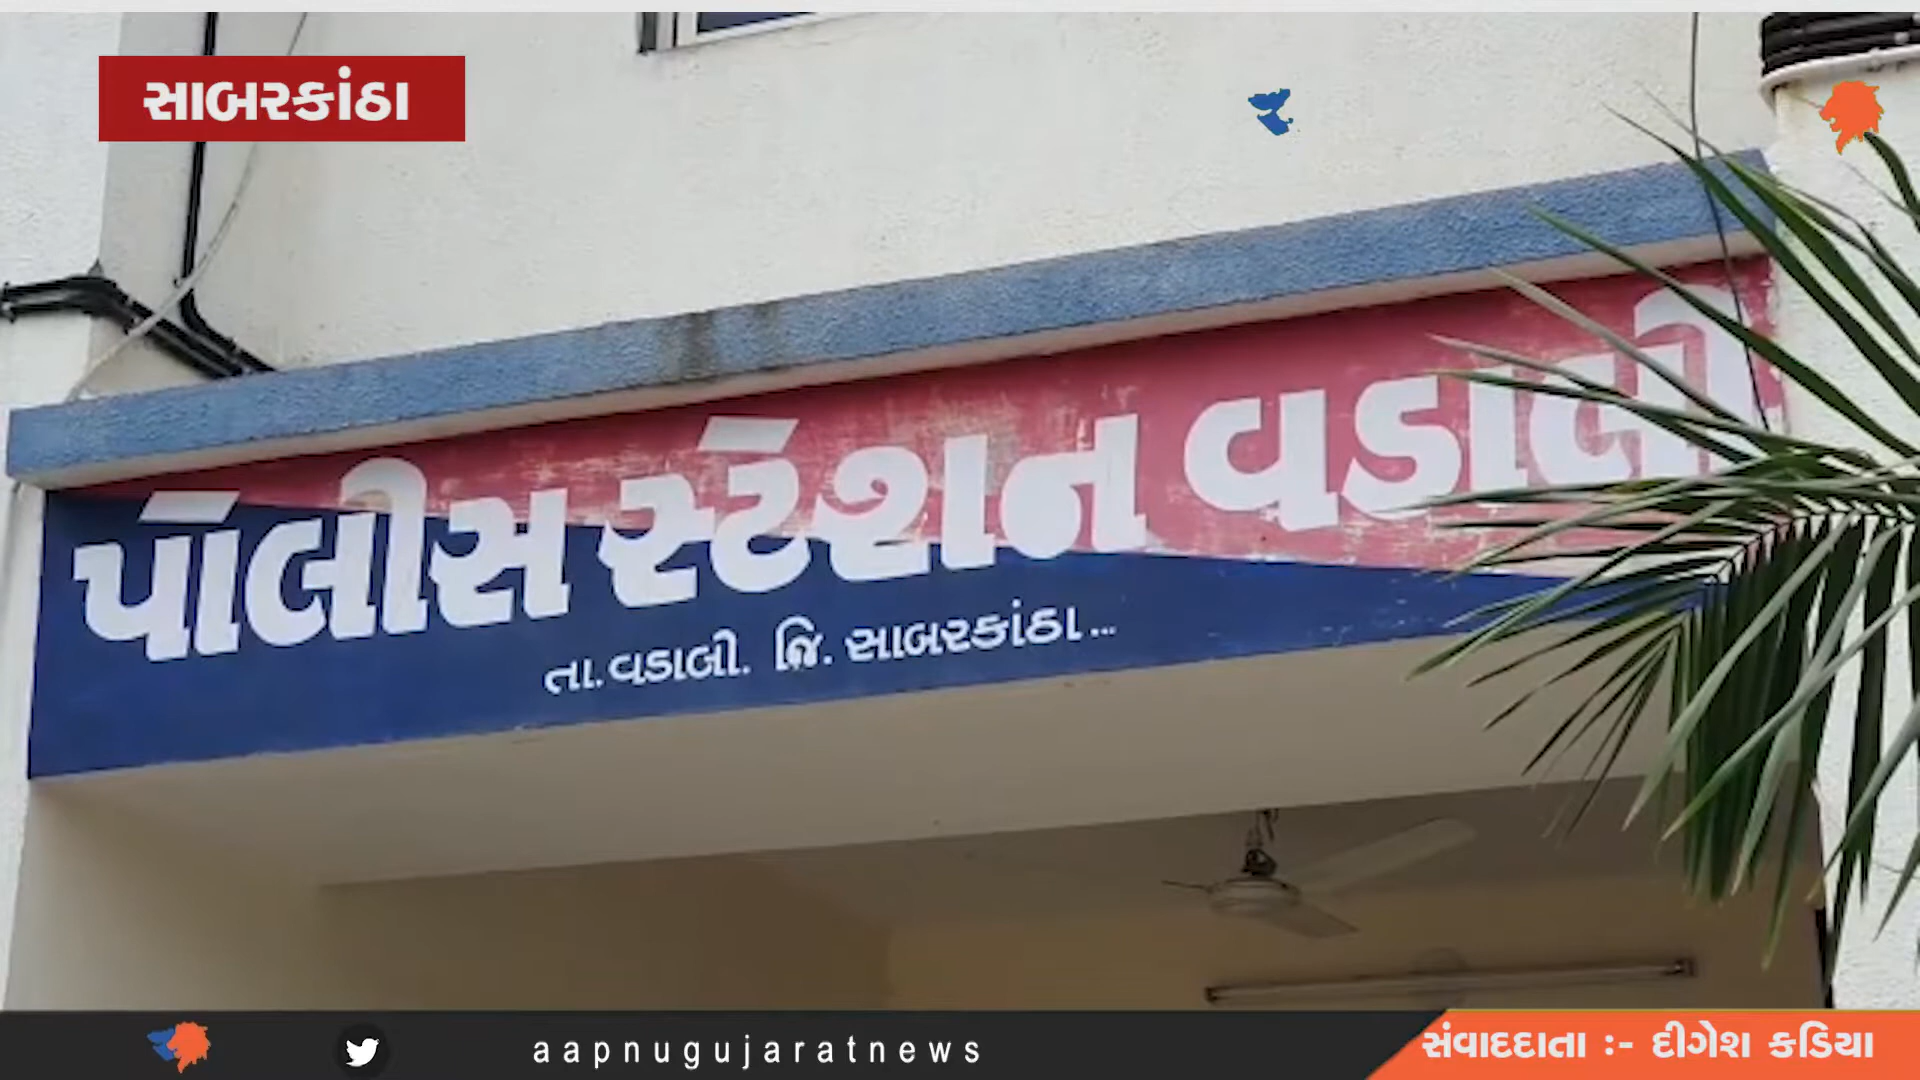 સાબરકાંઠા
પોલીસ સ્ટેશન વડાલી
તા. વડાલી. જિ. સાબરકાંઠા...
aapnugujaratnews
સંવાદદાતા :- દીગેશ કડિયા